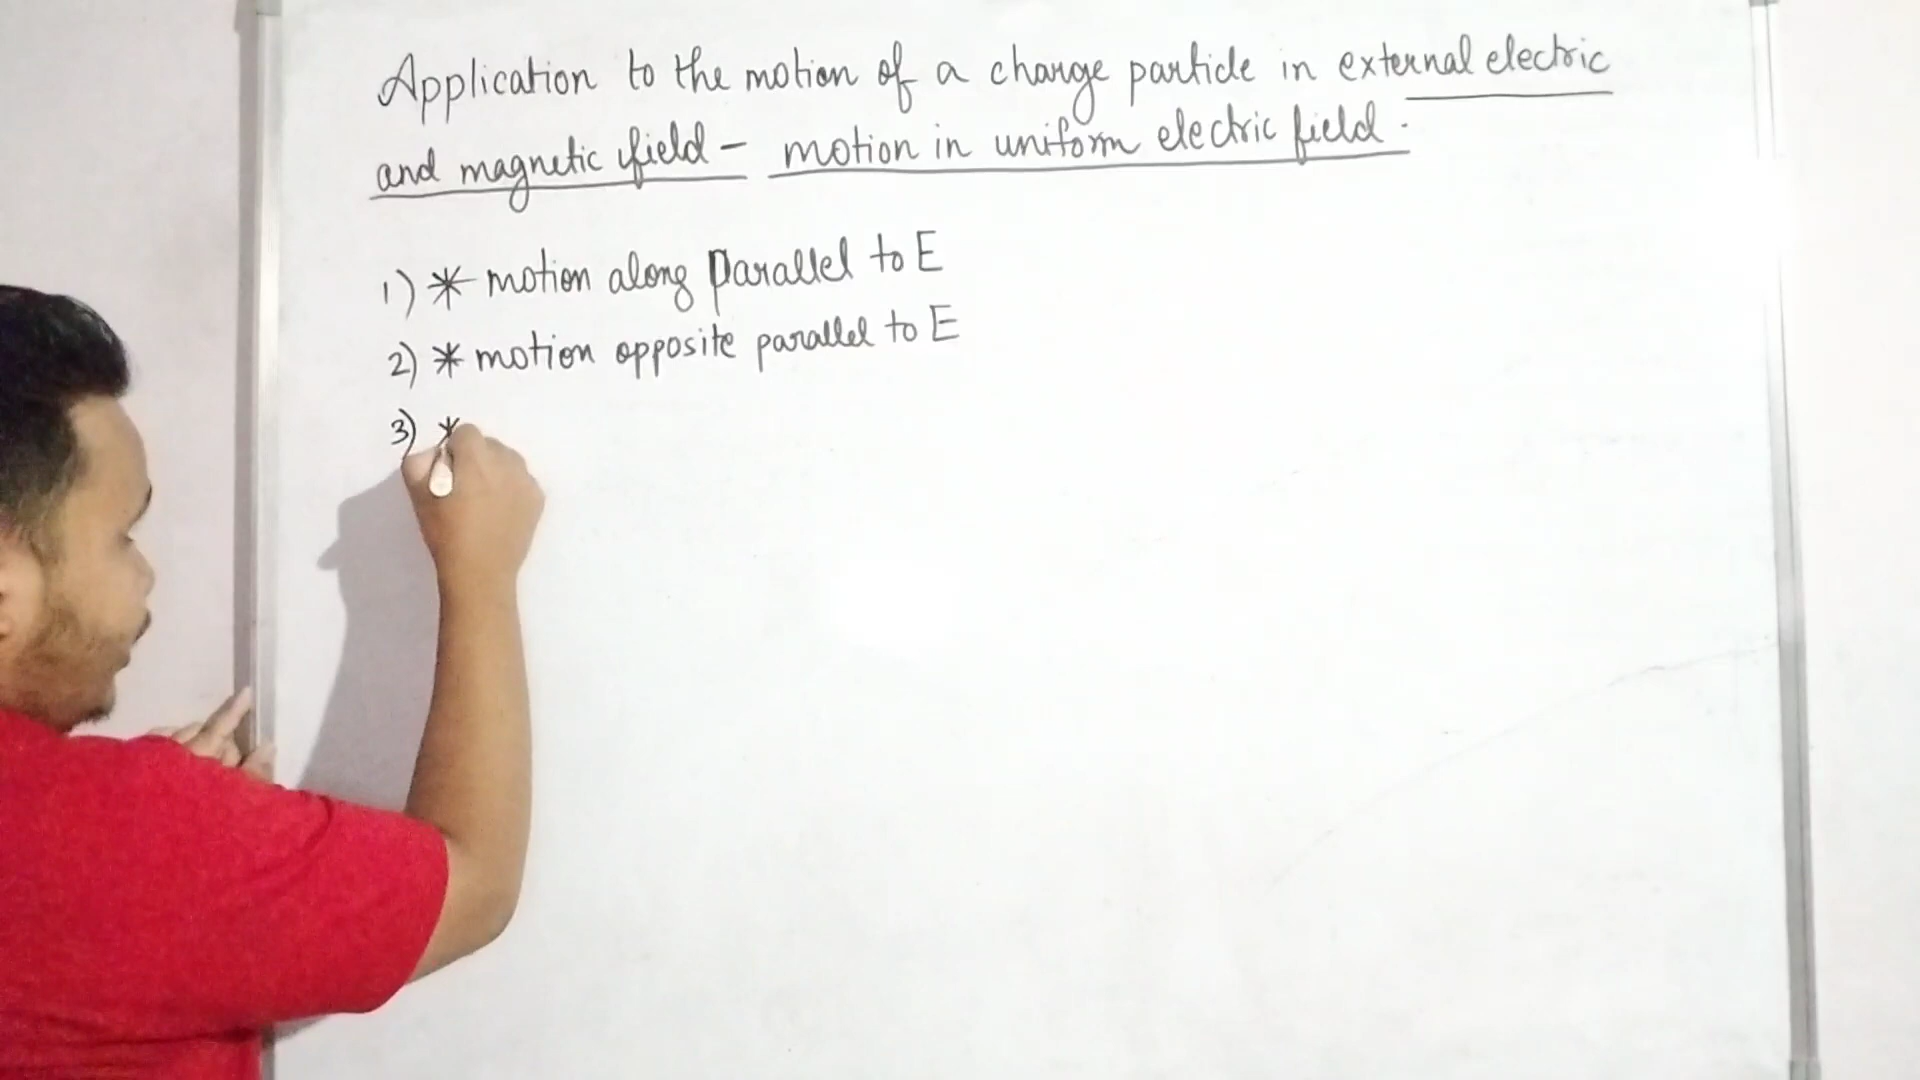 Application to the motion of a charge particle in external electric
and magnetic field - motion in uniform electric field.
1) * motion along Parallel to E
2) * motion opposite parallel to E
3) *